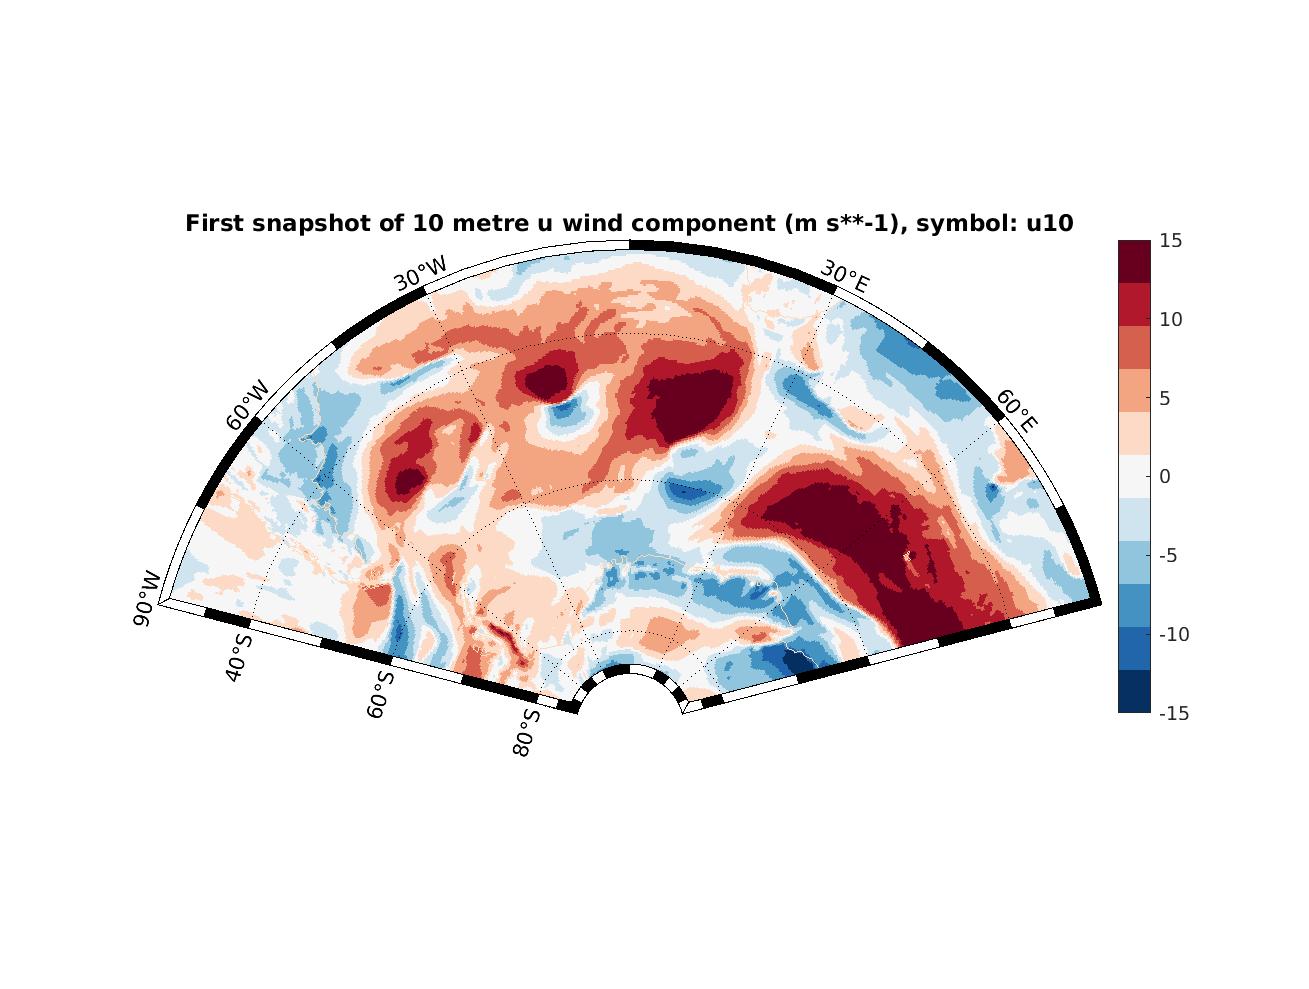 First snapshot of 10 metre u wind component (m s**-1), symbol: u10
30°W
30°E
60°W
60°E
90°W
40°S
60°S
80°S
15
10
5
0
-5
-10
-15